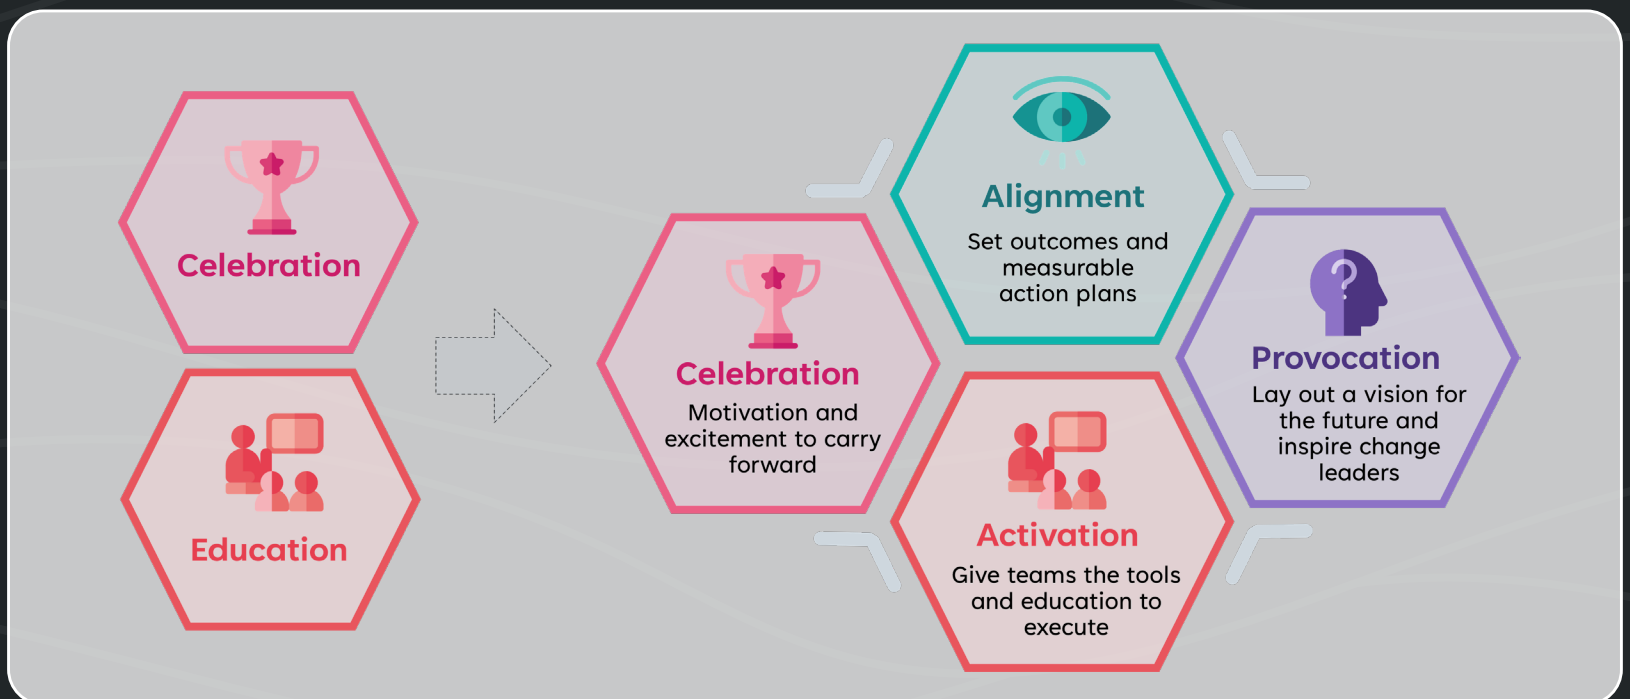 Celebration
Education
Celebration
Motivation and
excitement to carry
forward
Alignment
Set outcomes and
measurable
action plans
Activation
Give teams the tools
and education to
execute
Provocation
Lay out a vision for
the future and
inspire change
leaders